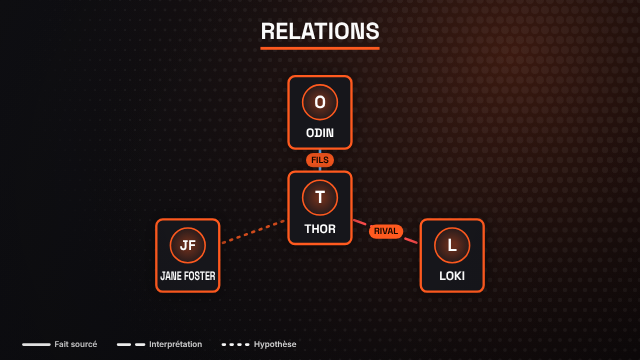 RELATIONS
O
ODIN
FILS
T
THOR
RIVAL
JF
JANE FOSTER
L
LOKI
Fait sourcé
Interprétation
Hypothèse